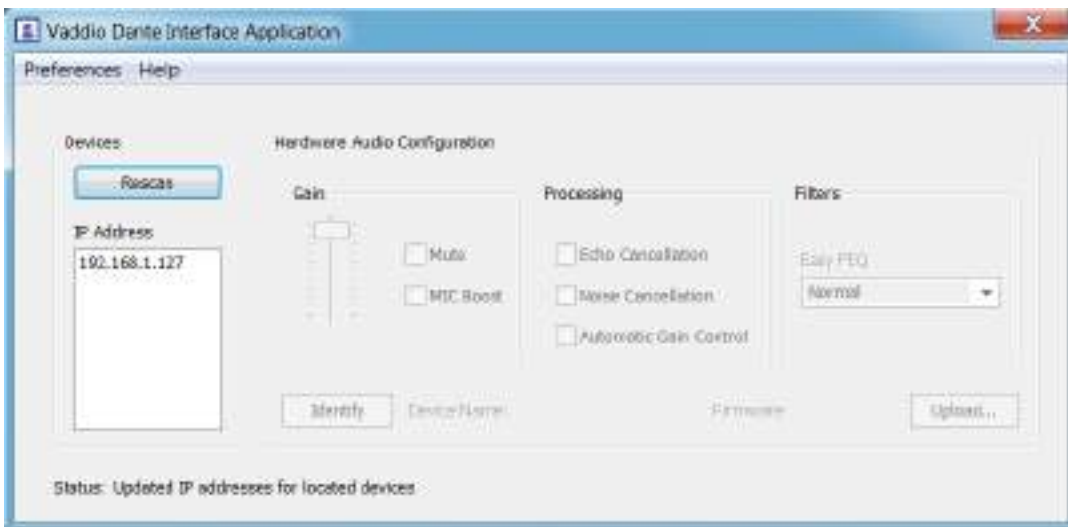 Vaddio Dante Interface Application
Preferences Help
Devices
Rescan
IP Address
192.168.1.127
Hardware Audio Configuration
Gain
Mute
MIC Boost
Processing
Echo Cancellation
Noise Cancellation
Automatic Gain Control
Filters
Easy PEQ
Normal
Identify
Device Name:
Firmware
Upload...
Status: Updated IP addresses for located devices